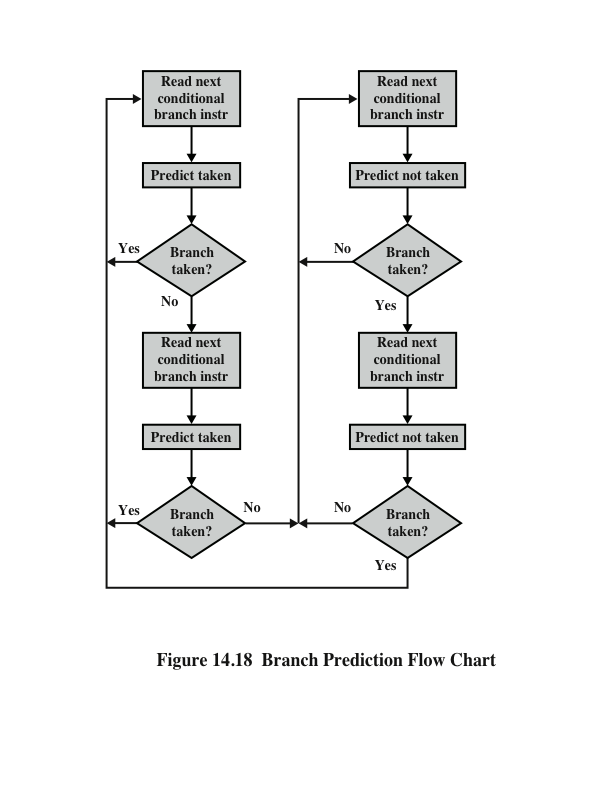 Read next
conditional
branch instr
Predict taken
Branch
taken?
Yes
No
Read next
conditional
branch instr
Predict taken
Branch
taken?
Yes
No
Read next
conditional
branch instr
Predict not taken
Branch
taken?
No
Yes
Read next
conditional
branch instr
Predict not taken
Branch
taken?
No
Yes
Figure 14.18 Branch Prediction Flow Chart